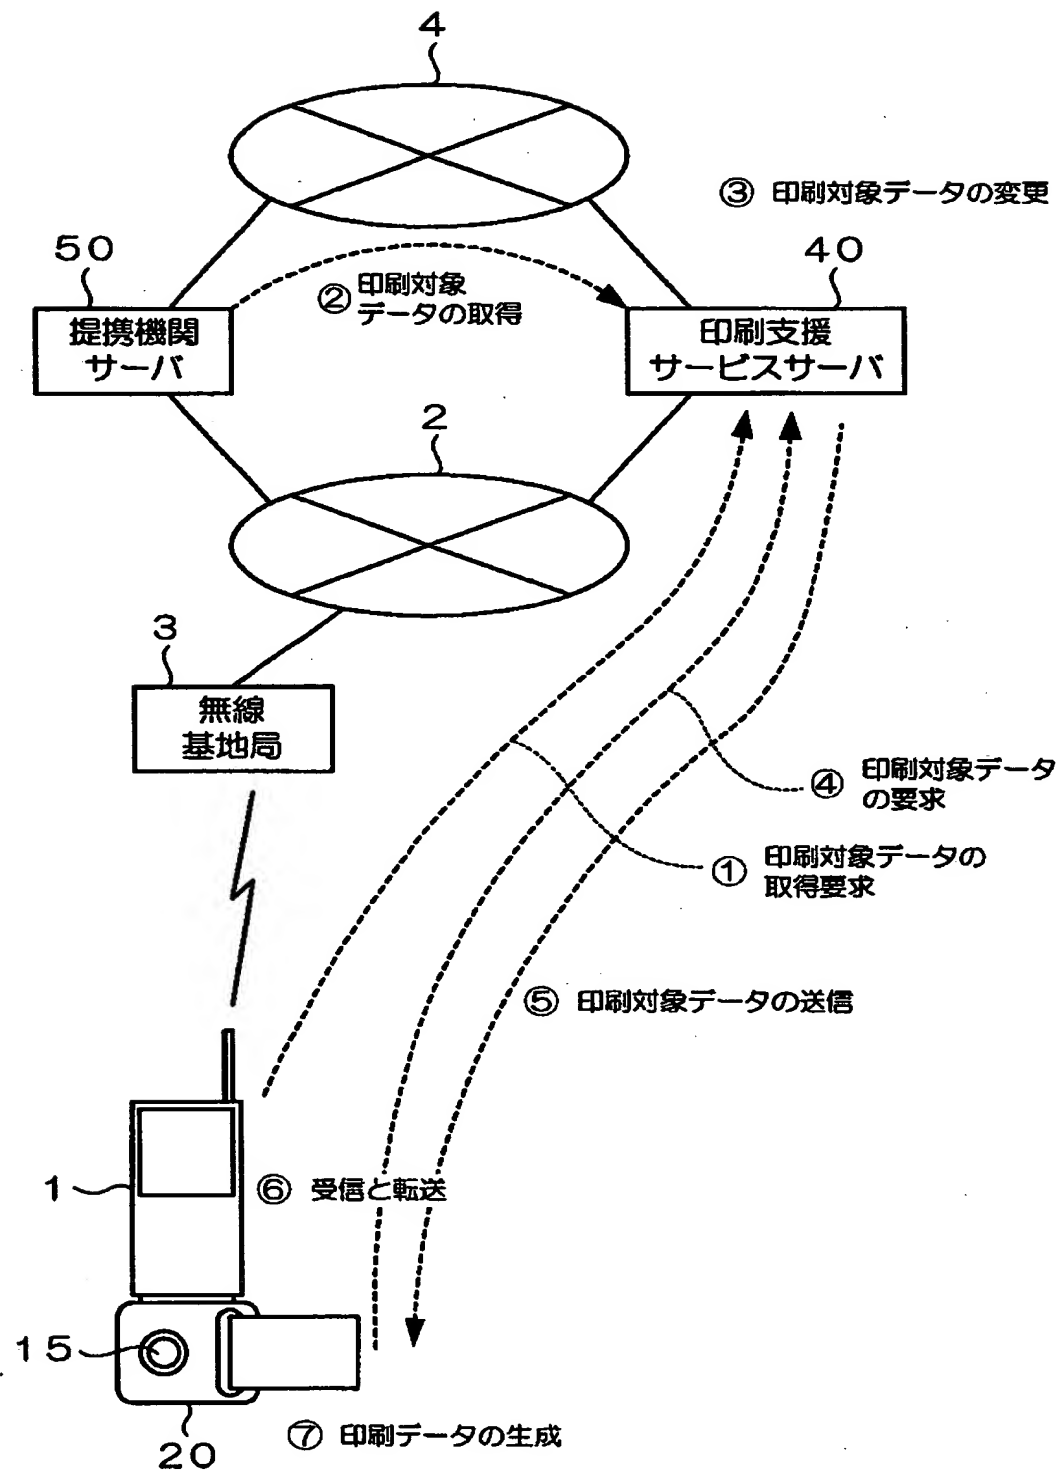 4
③ 印刷対象データの変更
50
40
② 印刷対象
データの取得
提携機関
サーバ
印刷支援
サービスサーバ
2
3
無線
基地局
④ 印刷対象データ
の要求
① 印刷対象データの
取得要求
⑤ 印刷対象データの送信
1
⑥ 受信と転送
15
⑦ 印刷データの生成
20